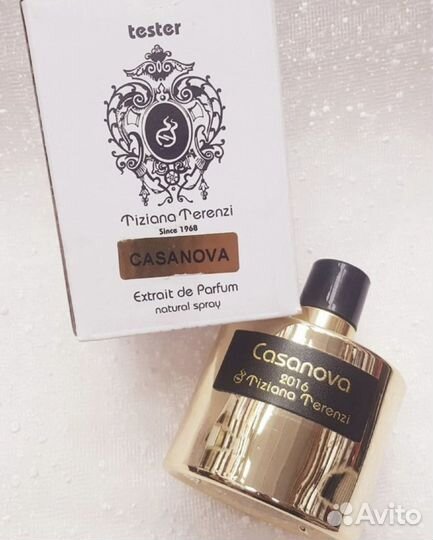 tester
Tiziana Terenzi
Since 1968
CASANOVA
Extrait de Parfum
natural spray
Casanova
2016
Tiziana Terenzi
Avito